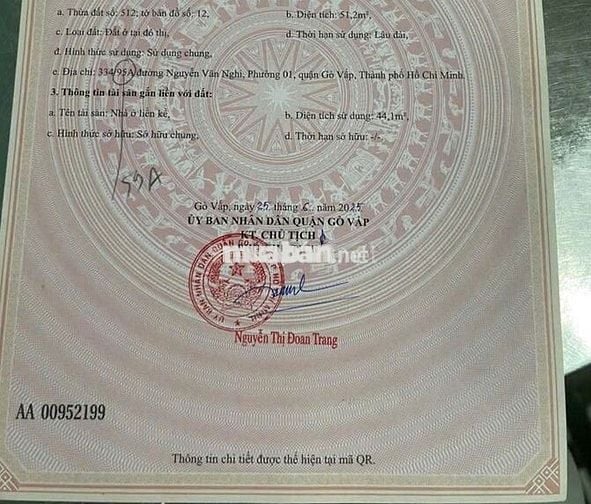 a. Thửa đất số: 512; tờ bản đồ số: 12, b. Diện tích: 51,2m²,
c. Loại đất: Đất ở tại đô thị, d. Thời hạn sử dụng: Lâu dài,
đ. Hình thức sử dụng: Sử dụng chung,
e. Địa chỉ: 334/95A đường Nguyễn Văn Nghi, Phường 01, quận Gò Vấp, Thành phố Hồ Chí Minh.
3. Thông tin tài sản gắn liền với đất:
a. Tên tài sản: Nhà ở liên kế, b. Diện tích sử dụng: 44,1m²,
c. Hình thức sở hữu: Sở hữu chung, d. Thời hạn sở hữu: -/-
Gò Vấp, ngày 25 tháng 6 năm 2025
ỦY BAN NHÂN DÂN QUẬN GÒ VẤP
KT. CHỦ TỊCH
muaban.net
Nguyễn Thị Đoan Trang
AA 00952199
Thông tin chi tiết được thể hiện tại mã QR.